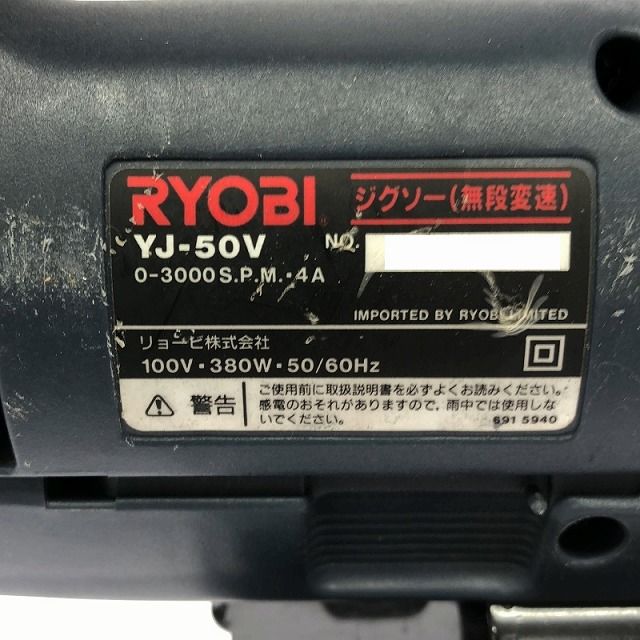 RYOBI
ジグソー(無段変速)
YJ-50V
NO.
0-3000 S.P.M.・4A
IMPORTED BY RYOBI LIMITED
リョービ株式会社
100V・380W・50/60Hz
警告
ご使用前に取扱説明書を必ずよくお読みください。
感電のおそれがありますので、雨中では使用しな
いでください。
691 5940